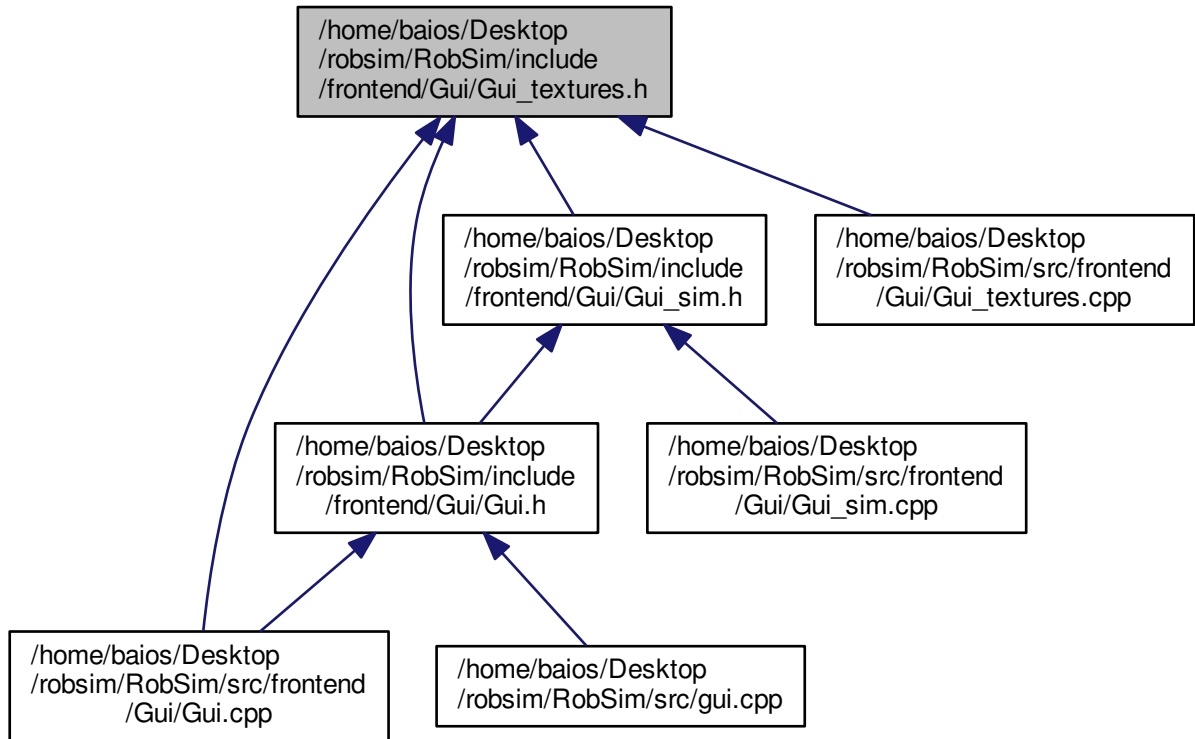 /home/baios/Desktop
/robsim/RobSim/include
/frontend/Gui/Gui_textures.h
/home/baios/Desktop
/robsim/RobSim/include
/frontend/Gui/Gui_sim.h
/home/baios/Desktop
/robsim/RobSim/src/frontend
/Gui/Gui_textures.cpp
/home/baios/Desktop
/robsim/RobSim/include
/frontend/Gui/Gui.h
/home/baios/Desktop
/robsim/RobSim/src/frontend
/Gui/Gui_sim.cpp
/home/baios/Desktop
/robsim/RobSim/src/frontend
/Gui/Gui.cpp
/home/baios/Desktop
/robsim/RobSim/src/gui.cpp